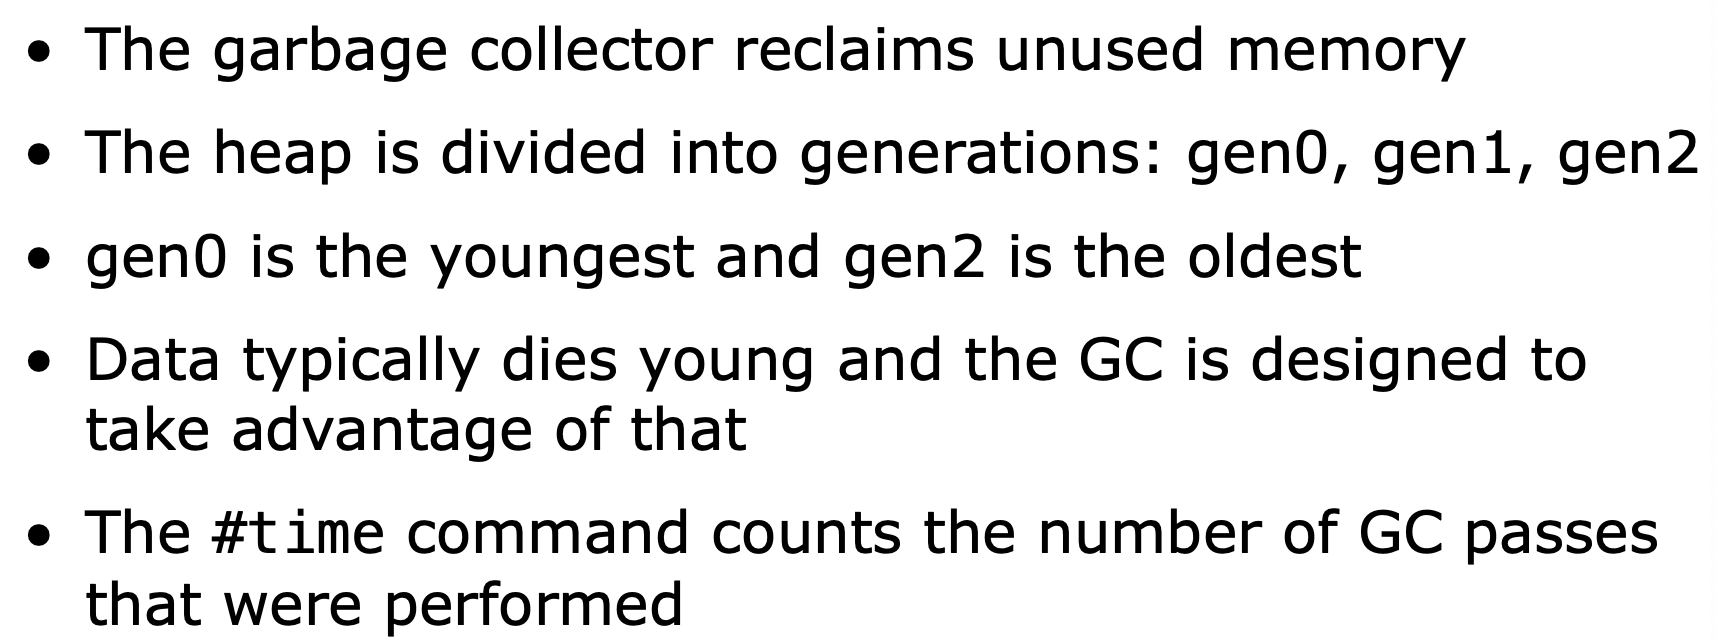 • The garbage collector reclaims unused memory
• The heap is divided into generations: gen0, gen1, gen2
• gen0 is the youngest and gen2 is the oldest
• Data typically dies young and the GC is designed to
take advantage of that
• The #time command counts the number of GC passes
that were performed